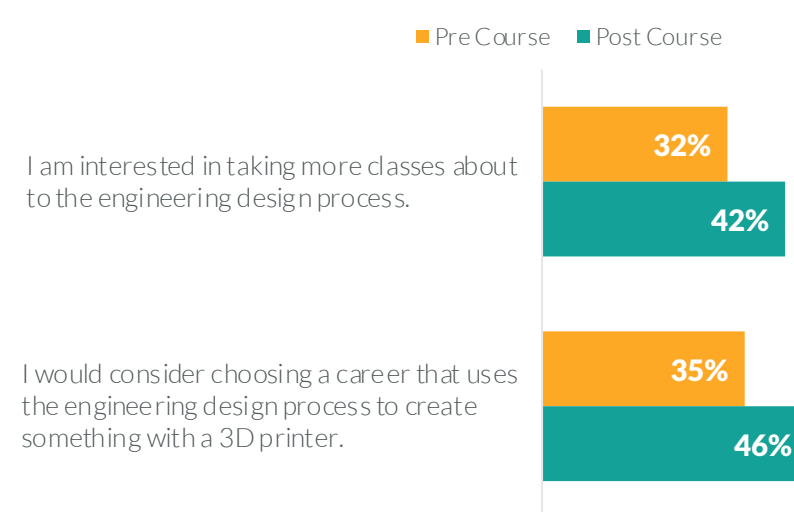 Pre Course Post Course
I am interested in taking more classes about
to the engineering design process.
32%
42%
I would consider choosing a career that uses
the engineering design process to create
something with a 3D printer.
35%
46%